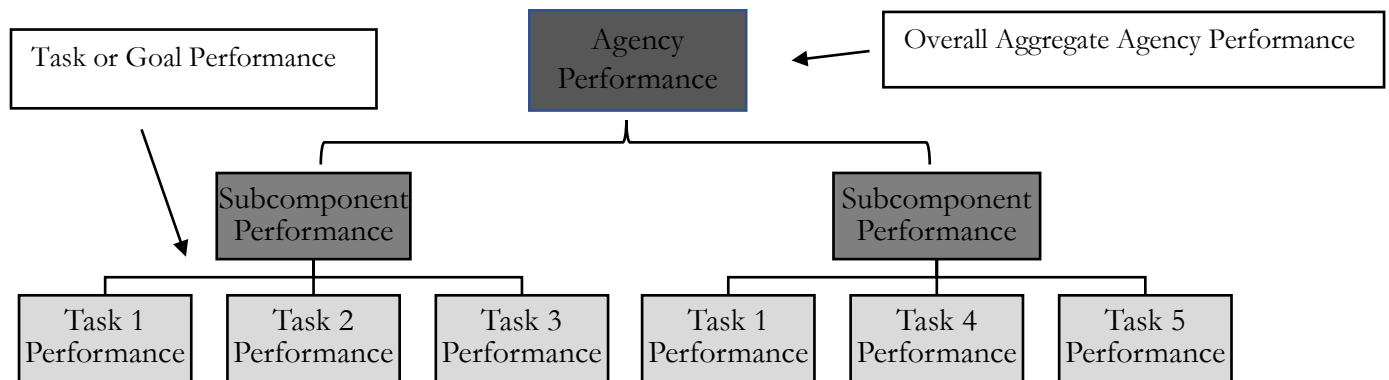 Task or Goal Performance
Agency
Performance
Overall Aggregate Agency Performance
Subcomponent
Performance
Subcomponent
Performance
Task 1
Performance
Task 2
Performance
Task 3
Performance
Task 1
Performance
Task 4
Performance
Task 5
Performance